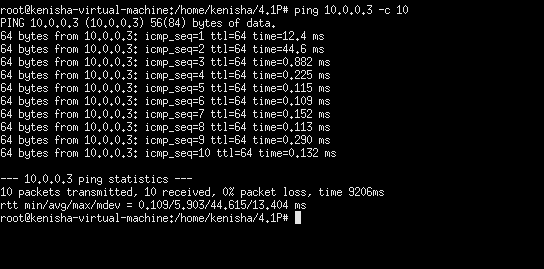 root@kenisha-virtual-machine:/home/kenisha/4.1P# ping 10.0.0.3 -c 10
PING 10.0.0.3 (10.0.0.3) 56(84) bytes of data.
64 bytes from 10.0.0.3: icmp_seq=1 ttl=64 time=12.4 ms
64 bytes from 10.0.0.3: icmp_seq=2 ttl=64 time=44.6 ms
64 bytes from 10.0.0.3: icmp_seq=3 ttl=64 time=0.882 ms
64 bytes from 10.0.0.3: icmp_seq=4 ttl=64 time=0.225 ms
64 bytes from 10.0.0.3: icmp_seq=5 ttl=64 time=0.115 ms
64 bytes from 10.0.0.3: icmp_seq=6 ttl=64 time=0.109 ms
64 bytes from 10.0.0.3: icmp_seq=7 ttl=64 time=0.152 ms
64 bytes from 10.0.0.3: icmp_seq=8 ttl=64 time=0.113 ms
64 bytes from 10.0.0.3: icmp_seq=9 ttl=64 time=0.290 ms
64 bytes from 10.0.0.3: icmp_seq=10 ttl=64 time=0.132 ms

--- 10.0.0.3 ping statistics ---
10 packets transmitted, 10 received, 0% packet loss, time 9206ms
rtt min/avg/max/mdev = 0.109/5.903/44.615/13.404 ms
root@kenisha-virtual-machine:/home/kenisha/4.1P#